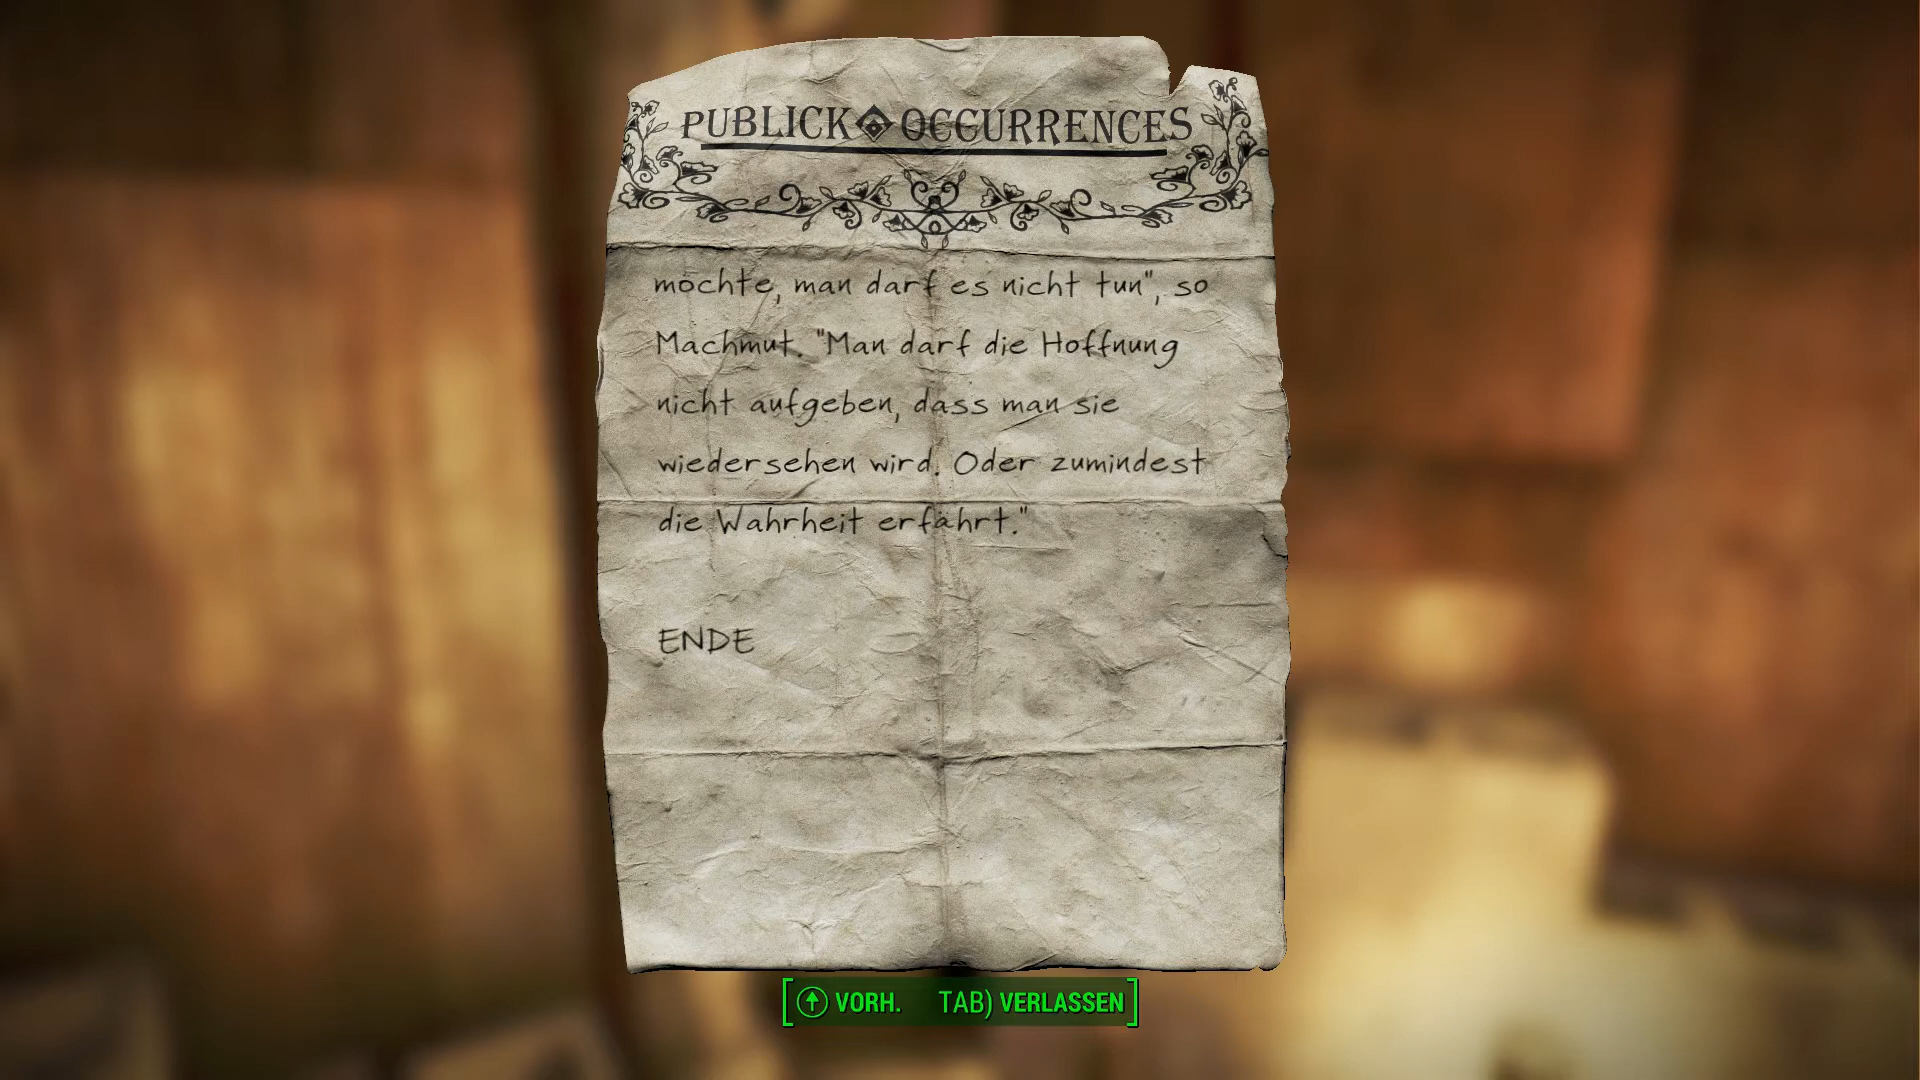 PUBLICK OCCURRENCES
möchte, man darf es nicht tun", so
Machmut. "Man darf die Hoffnung
nicht aufgeben, dass man sie
wiedersehen wird. Oder zumindest
die Wahrheit erfährt."
ENDE
VORH. TAB) VERLASSEN